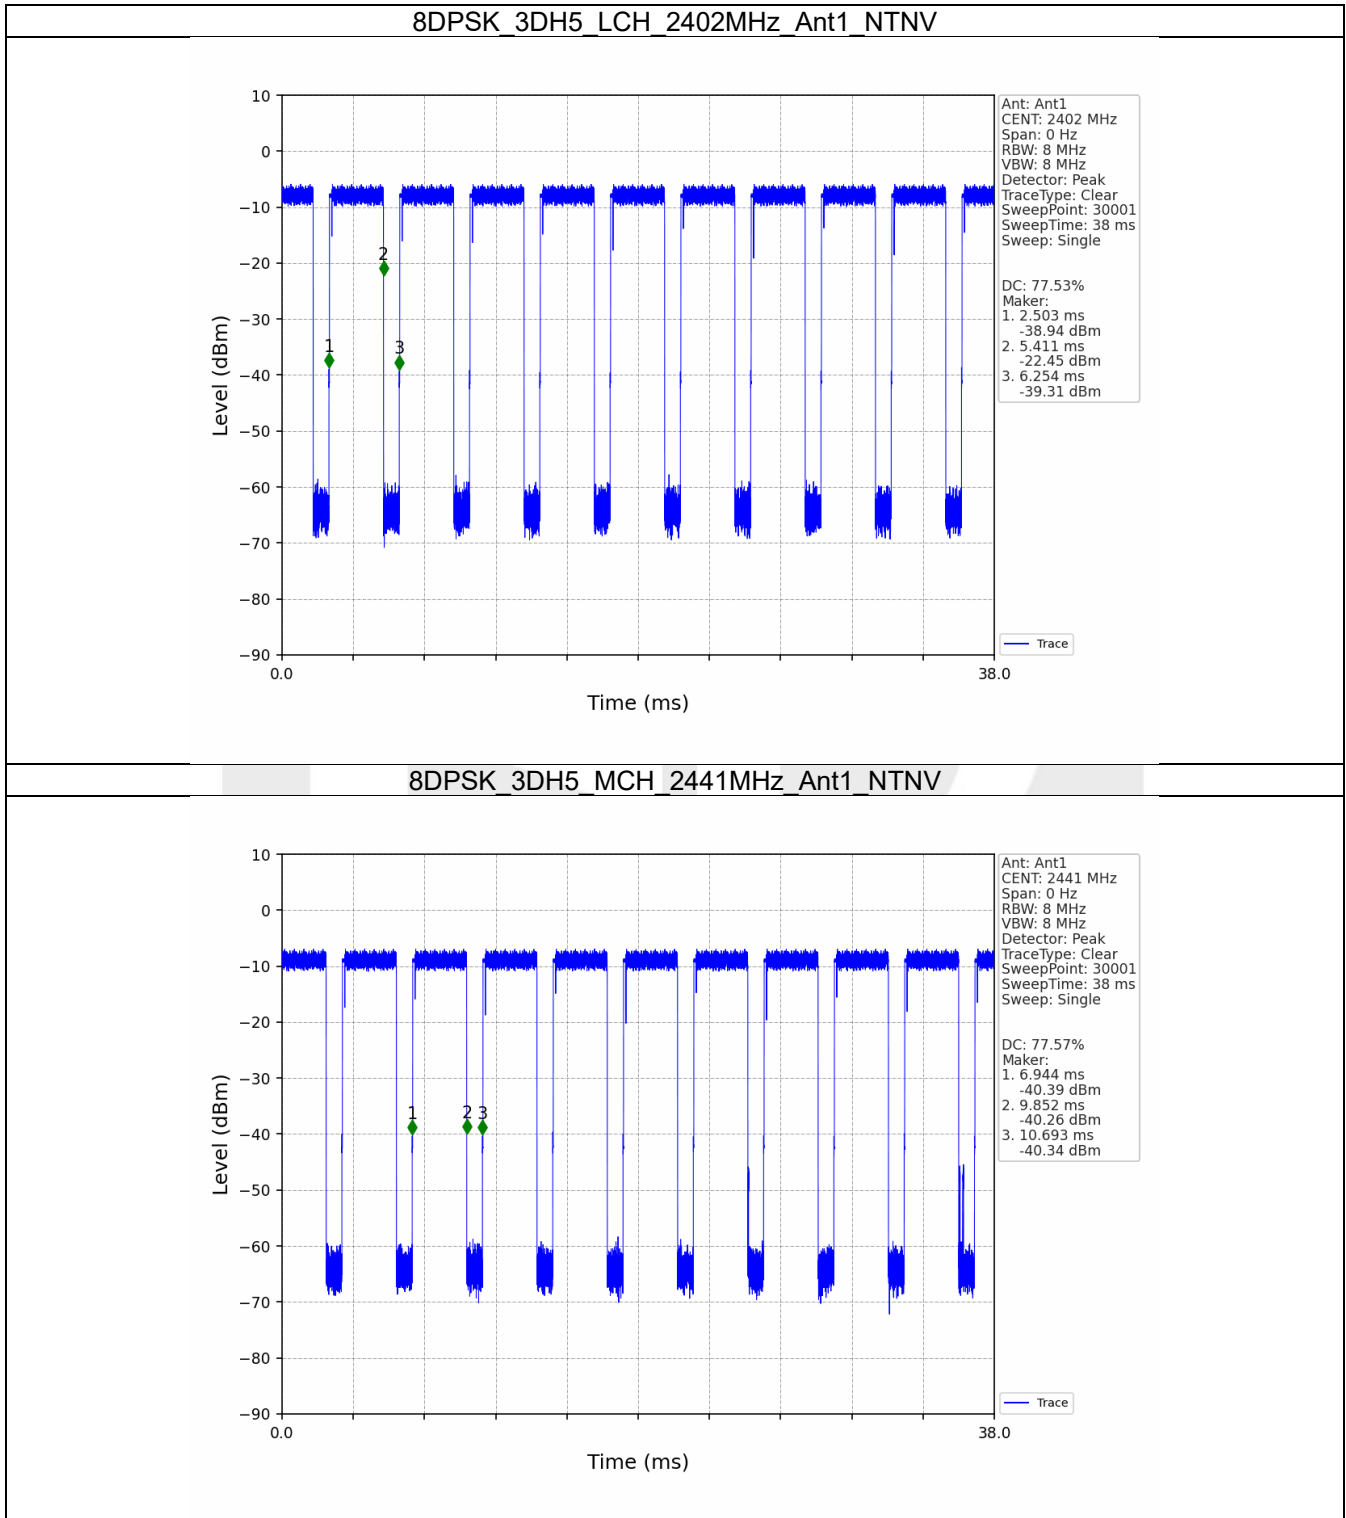 8DPSK_3DH5_LCH_2402MHz_Ant1_NTNV
10
0
−10
−20
−30
−40
−50
−60
−70
−80
−90
Level (dBm)
0.0
38.0
Time (ms)
1
2
3
Ant: Ant1
CENT: 2402 MHz
Span: 0 Hz
RBW: 8 MHz
VBW: 8 MHz
Detector: Peak
TraceType: Clear
SweepPoint: 30001
SweepTime: 38 ms
Sweep: Single
DC: 77.53%
Maker:
1. 2.503 ms
-38.94 dBm
2. 5.411 ms
-22.45 dBm
3. 6.254 ms
-39.31 dBm
Trace
8DPSK_3DH5_MCH_2441MHz_Ant1_NTNV
10
0
−10
−20
−30
−40
−50
−60
−70
−80
−90
Level (dBm)
0.0
38.0
Time (ms)
1
2
3
Ant: Ant1
CENT: 2441 MHz
Span: 0 Hz
RBW: 8 MHz
VBW: 8 MHz
Detector: Peak
TraceType: Clear
SweepPoint: 30001
SweepTime: 38 ms
Sweep: Single
DC: 77.57%
Maker:
1. 6.944 ms
-40.39 dBm
2. 9.852 ms
-40.26 dBm
3. 10.693 ms
-40.34 dBm
Trace